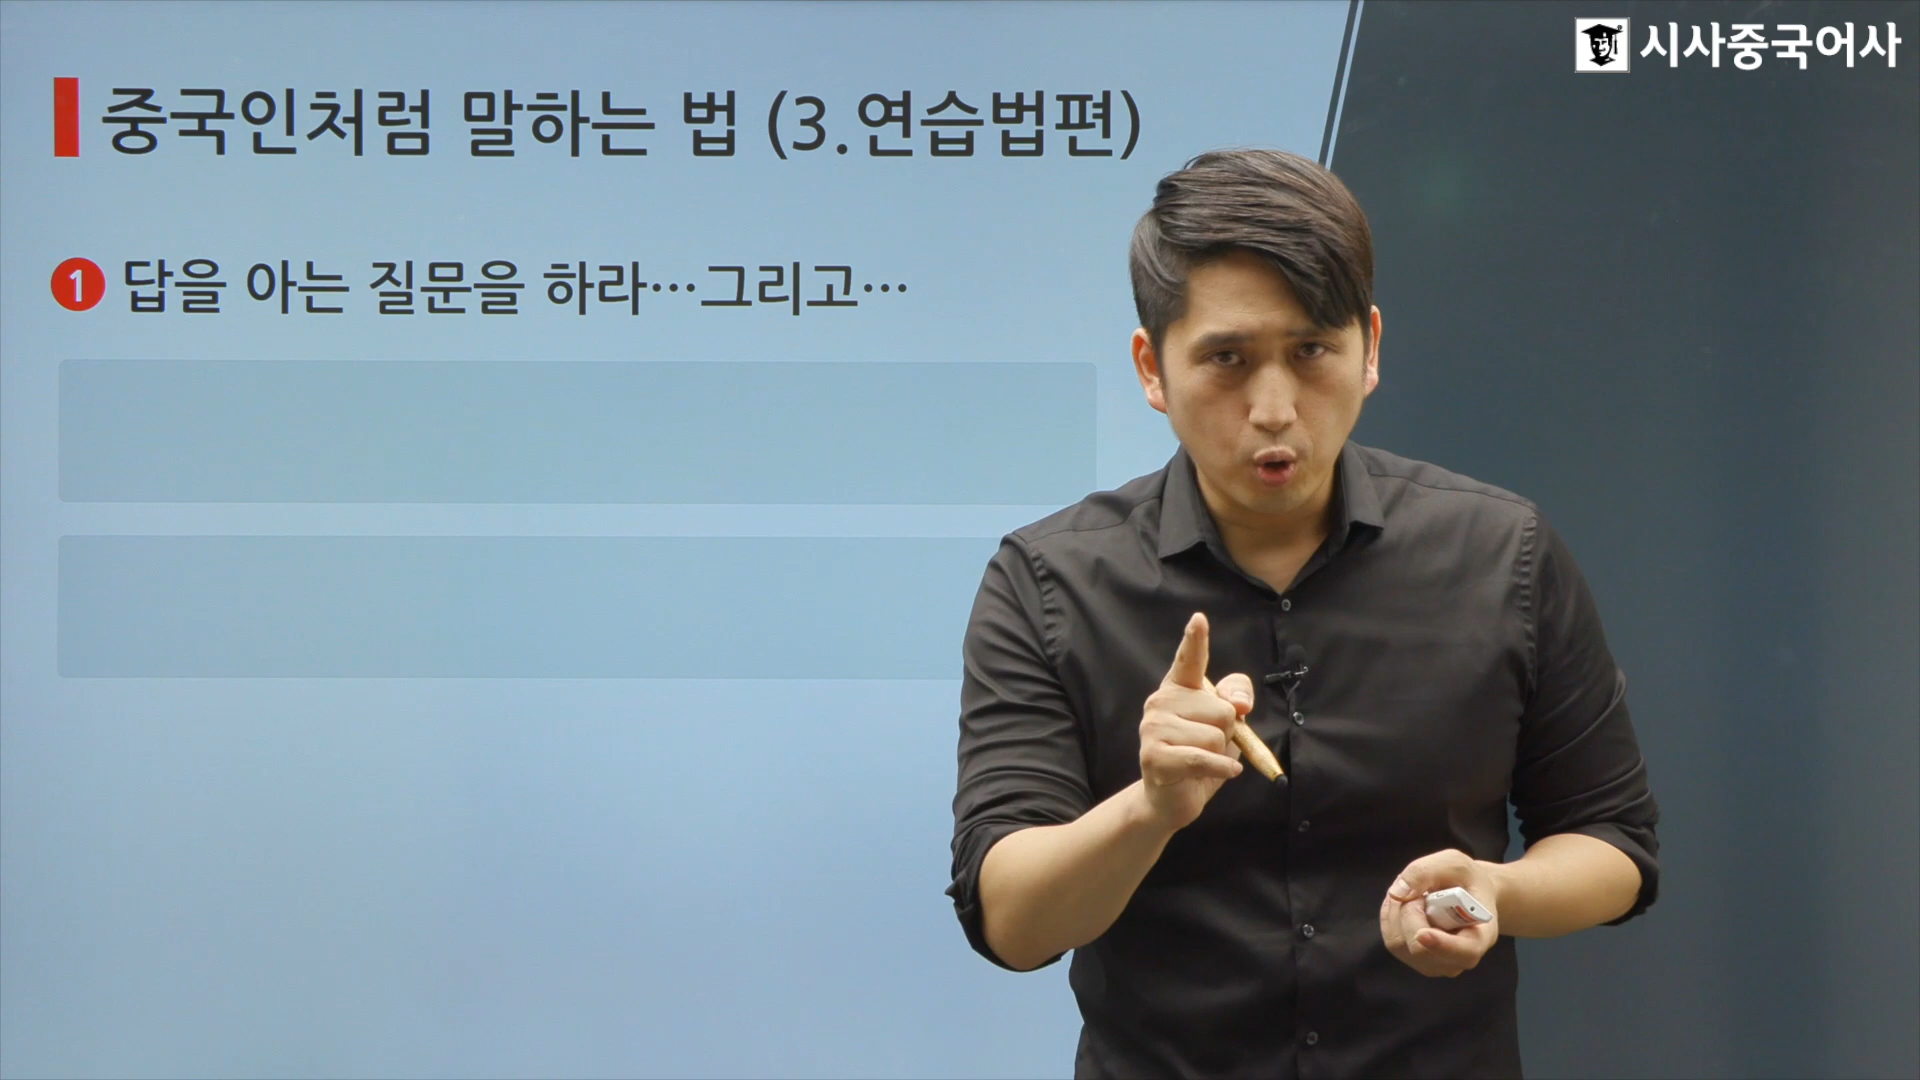 시사중국어사
중국인처럼 말하는 법 (3.연습법편)
1 답을 아는 질문을 하라…그리고…